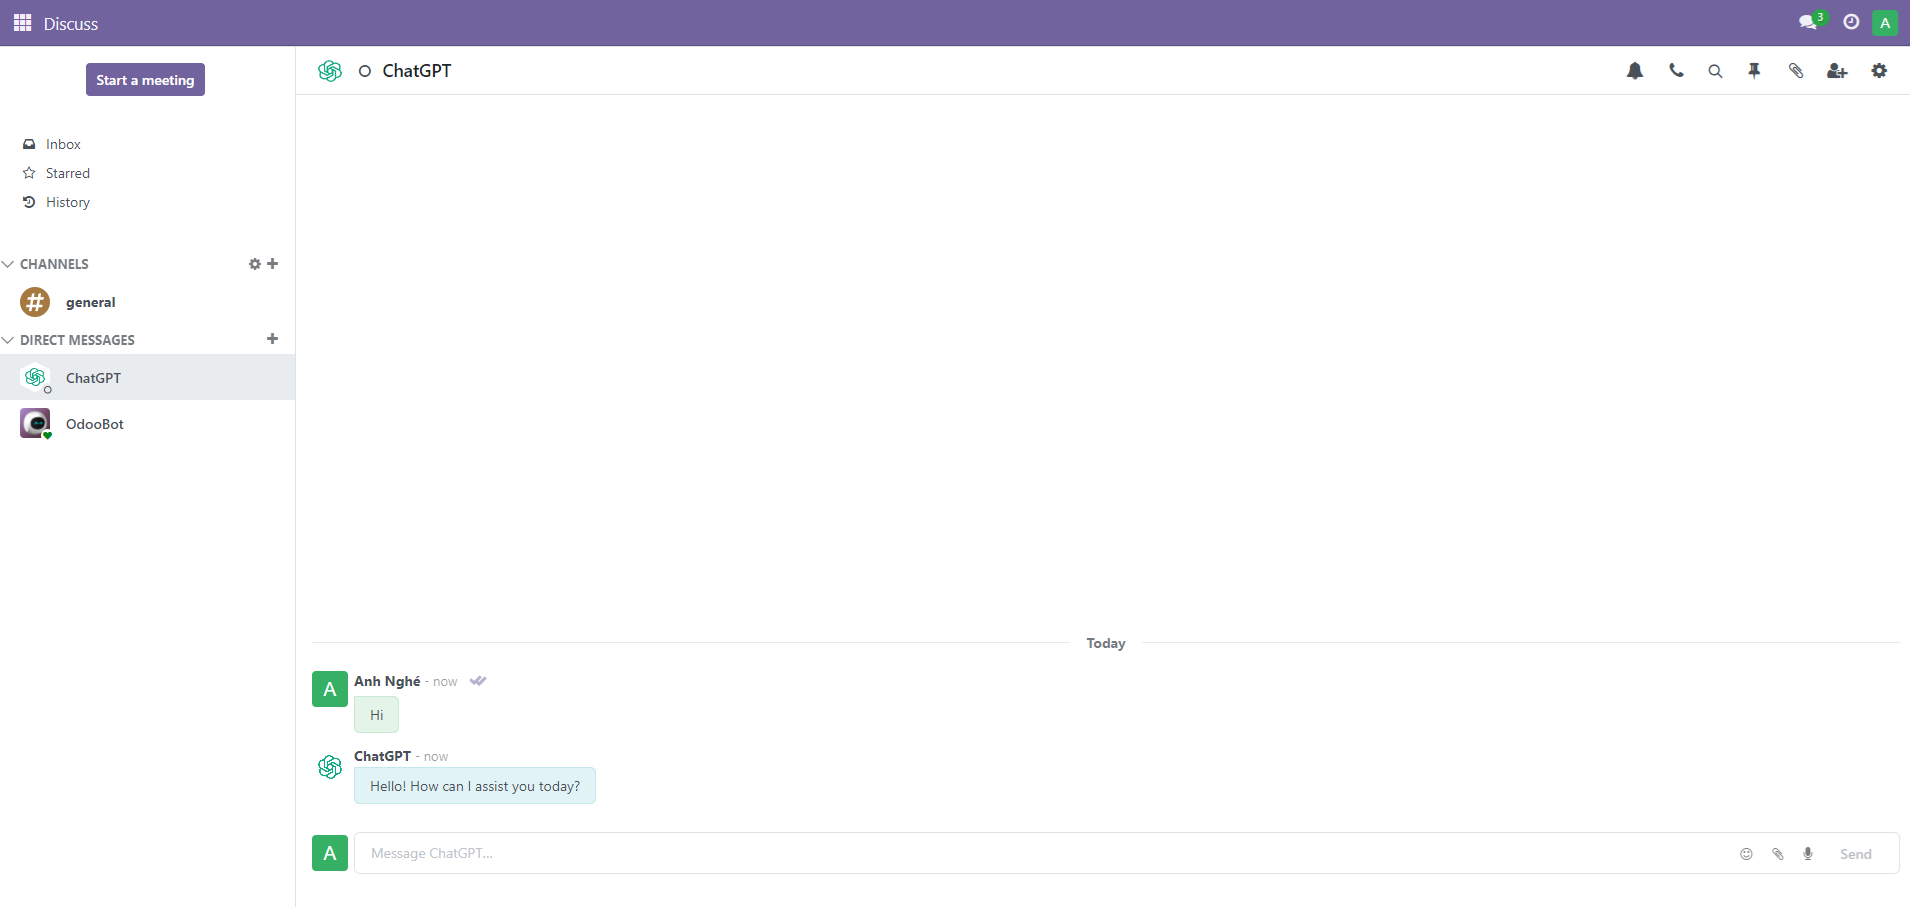 Discuss
3
A
Start a meeting
Inbox
Starred
History
CHANNELS
general
DIRECT MESSAGES
ChatGPT
OdooBot
ChatGPT
Today
A
Anh Nghé - now
Hi
ChatGPT - now
Hello! How can I assist you today?
A
Message ChatGPT...
Send